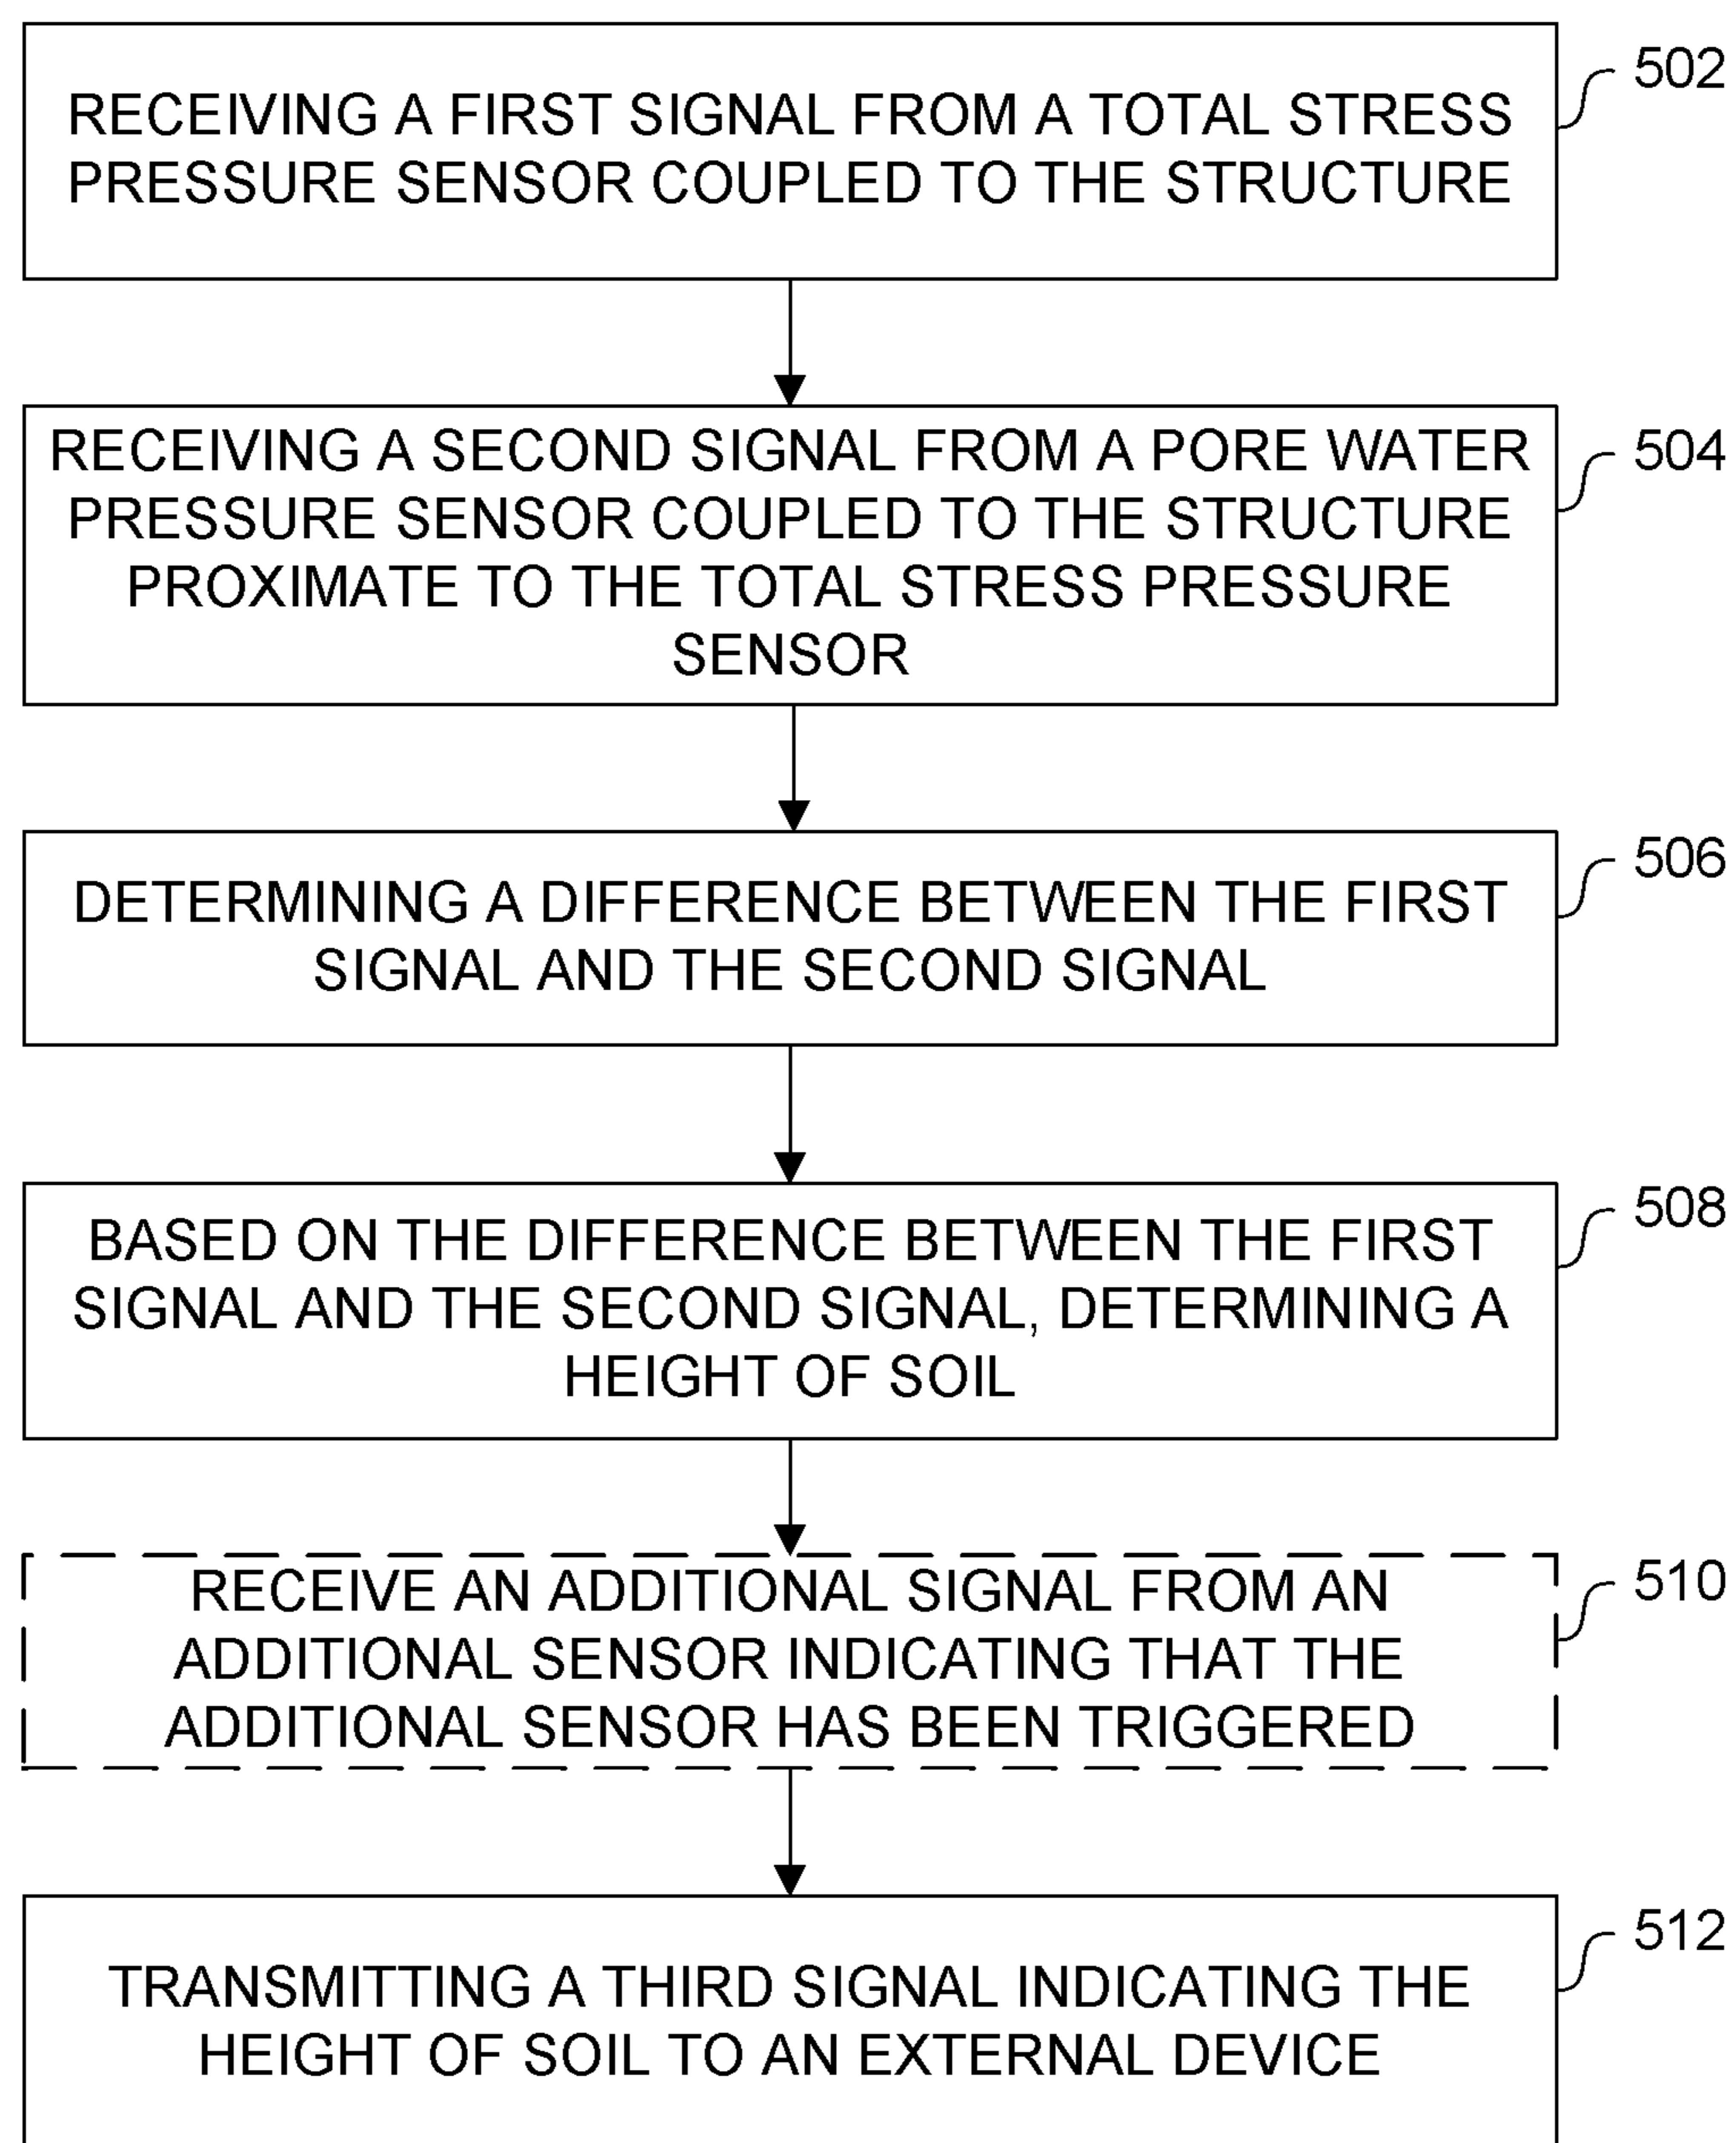 RECEIVING A FIRST SIGNAL FROM A TOTAL STRESS
PRESSURE SENSOR COUPLED TO THE STRUCTURE
502
RECEIVING A SECOND SIGNAL FROM A PORE WATER
PRESSURE SENSOR COUPLED TO THE STRUCTURE
PROXIMATE TO THE TOTAL STRESS PRESSURE
SENSOR
504
DETERMINING A DIFFERENCE BETWEEN THE FIRST
SIGNAL AND THE SECOND SIGNAL
506
BASED ON THE DIFFERENCE BETWEEN THE FIRST
SIGNAL AND THE SECOND SIGNAL, DETERMINING A
HEIGHT OF SOIL
508
RECEIVE AN ADDITIONAL SIGNAL FROM AN
ADDITIONAL SENSOR INDICATING THAT THE
ADDITIONAL SENSOR HAS BEEN TRIGGERED
510
TRANSMITTING A THIRD SIGNAL INDICATING THE
HEIGHT OF SOIL TO AN EXTERNAL DEVICE
512